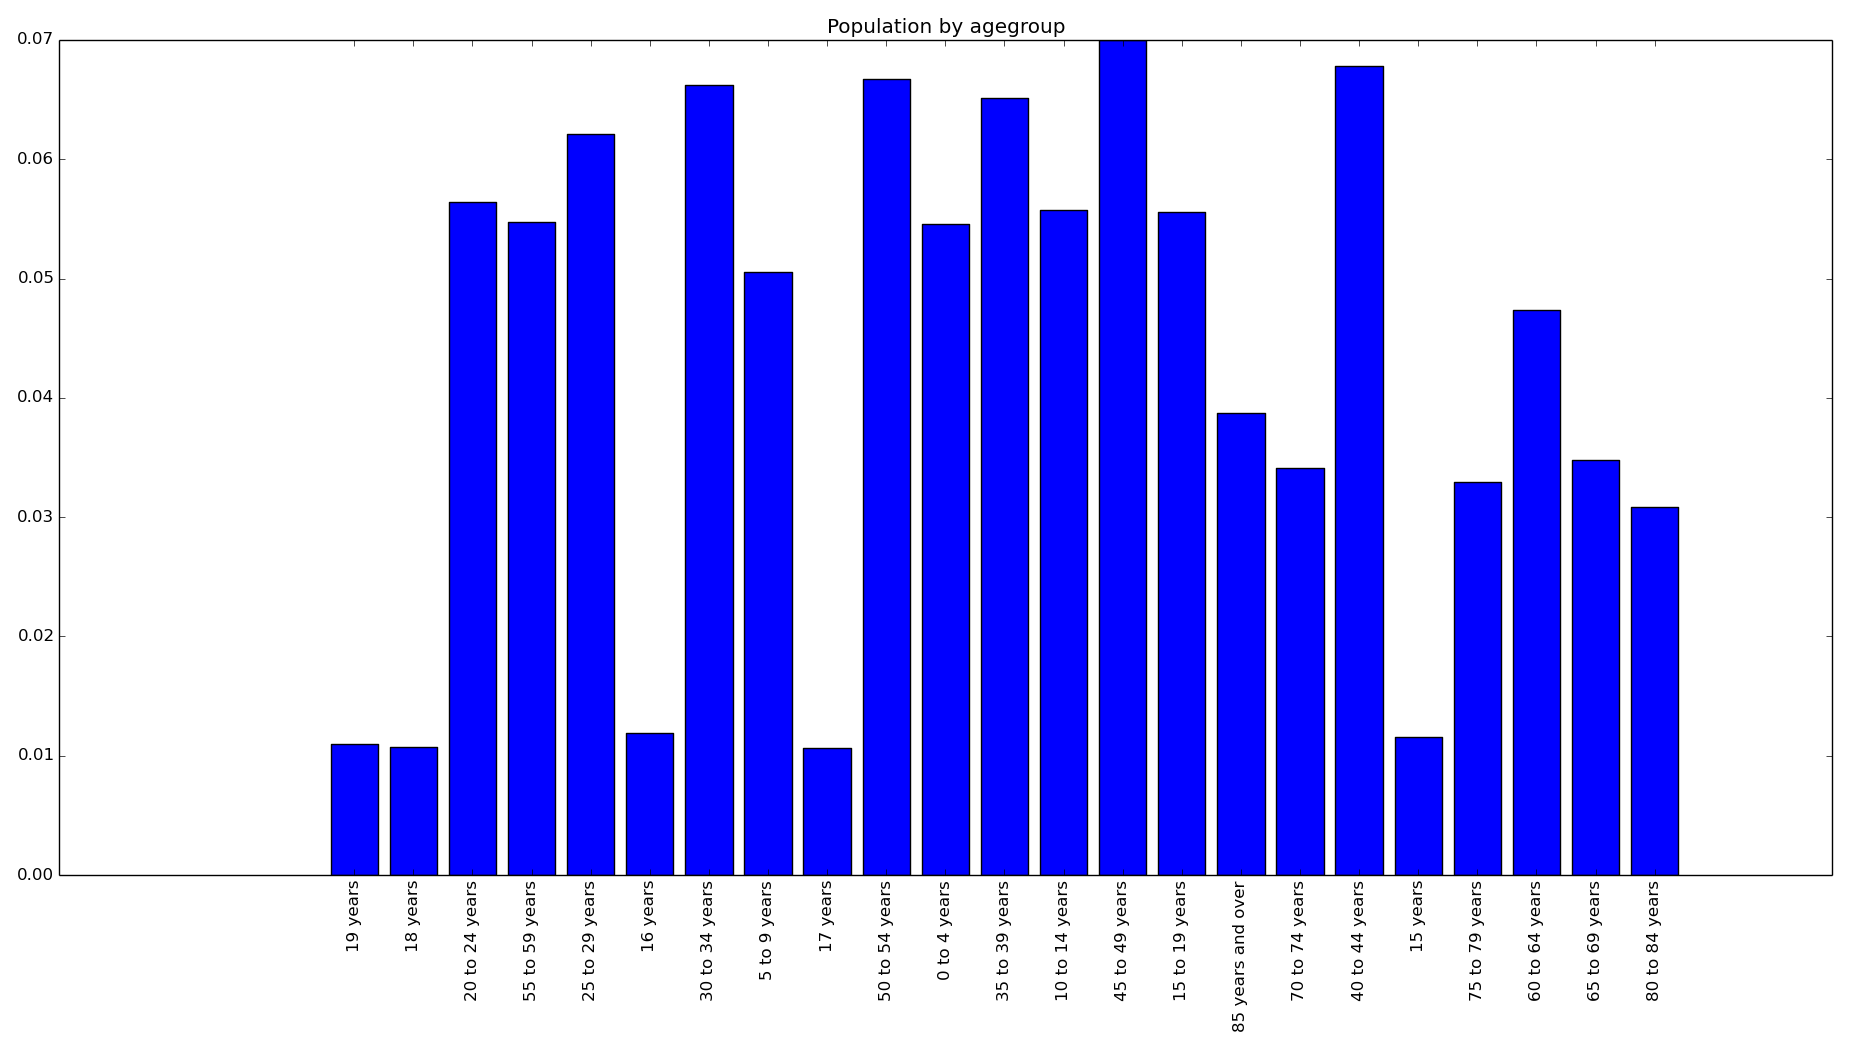 Population by agegroup
0.07
0.06
0.05
0.04
0.03
0.02
0.01
0.00
19 years
18 years
20 to 24 years
55 to 59 years
25 to 29 years
16 years
30 to 34 years
5 to 9 years
17 years
50 to 54 years
0 to 4 years
35 to 39 years
10 to 14 years
45 to 49 years
15 to 19 years
85 years and over
70 to 74 years
40 to 44 years
15 years
75 to 79 years
60 to 64 years
65 to 69 years
80 to 84 years